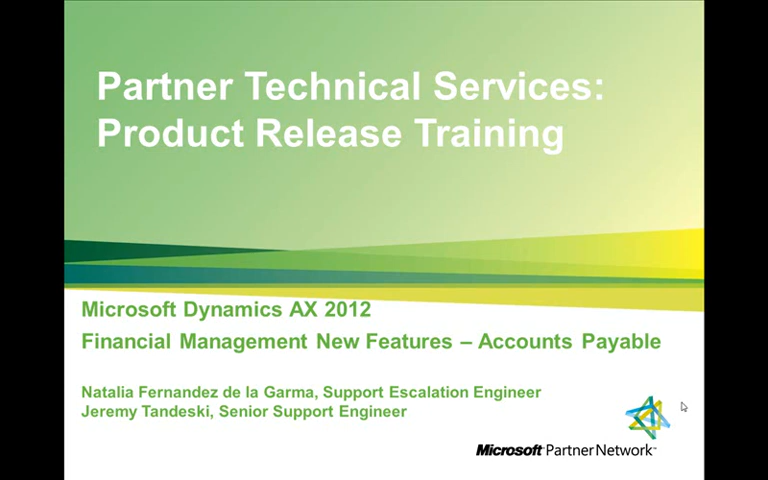 Partner Technical Services:
Product Release Training
Microsoft Dynamics AX 2012
Financial Management New Features – Accounts Payable
Natalia Fernandez de la Garma, Support Escalation Engineer
Jeremy Tandeski, Senior Support Engineer
Microsoft Partner Network™